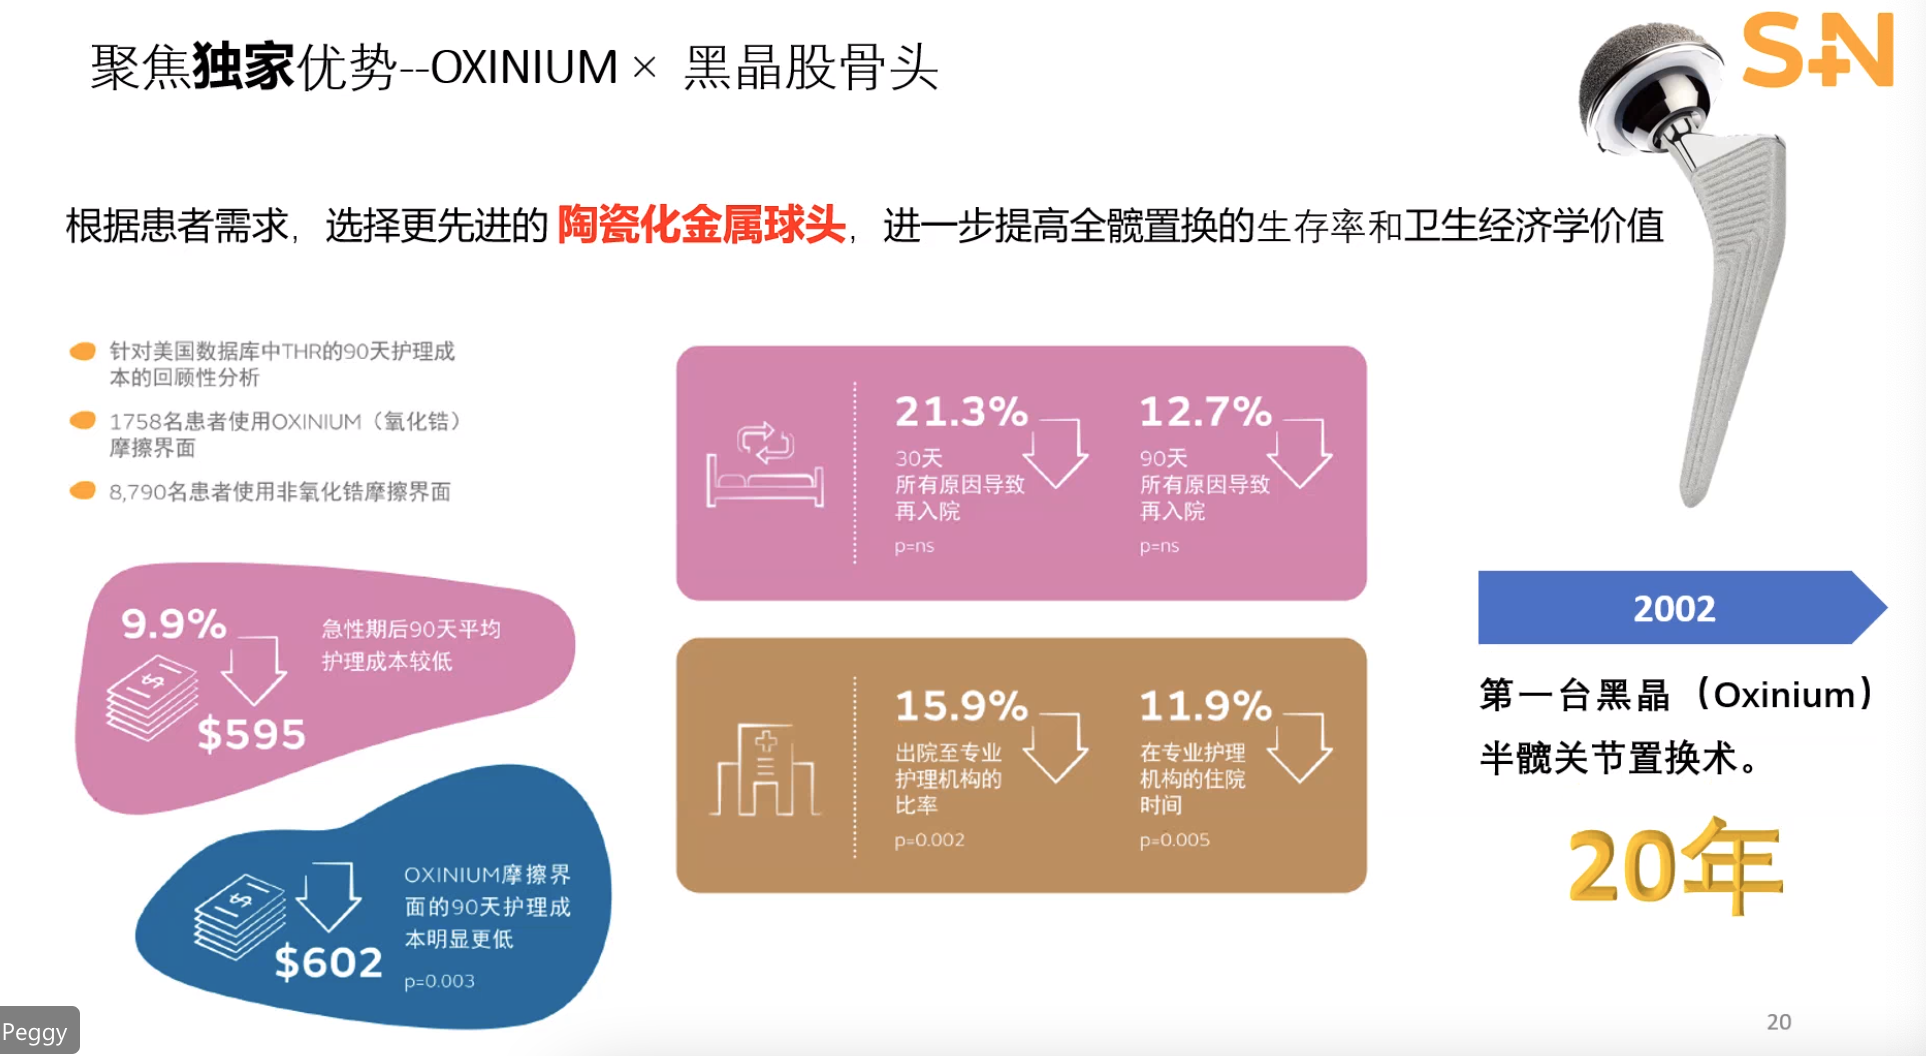 聚焦独家优势--OXINIUM × 黑晶股骨头
S+N
根据患者需求，选择更先进的 陶瓷化金属球头，进一步提高全髋置换的生存率和卫生经济学价值
针对美国数据库中THR的90天护理成
本的回顾性分析
1758名患者使用OXINIUM（氧化锆）
摩擦界面
8,790名患者使用非氧化锆摩擦界面
9.9%
$595
急性期后90天平均
护理成本较低
$602
OXINIUM摩擦界
面的90天护理成
本明显更低
p=0.003
21.3%
30天
所有原因导致
再入院
p=ns
12.7%
90天
所有原因导致
再入院
p=ns
15.9%
出院至专业
护理机构的
比率
p=0.002
11.9%
在专业护理
机构的住院
时间
p=0.005
2002
第一台黑晶（Oxinium）
半髋关节置换术。
20年
Peggy
20